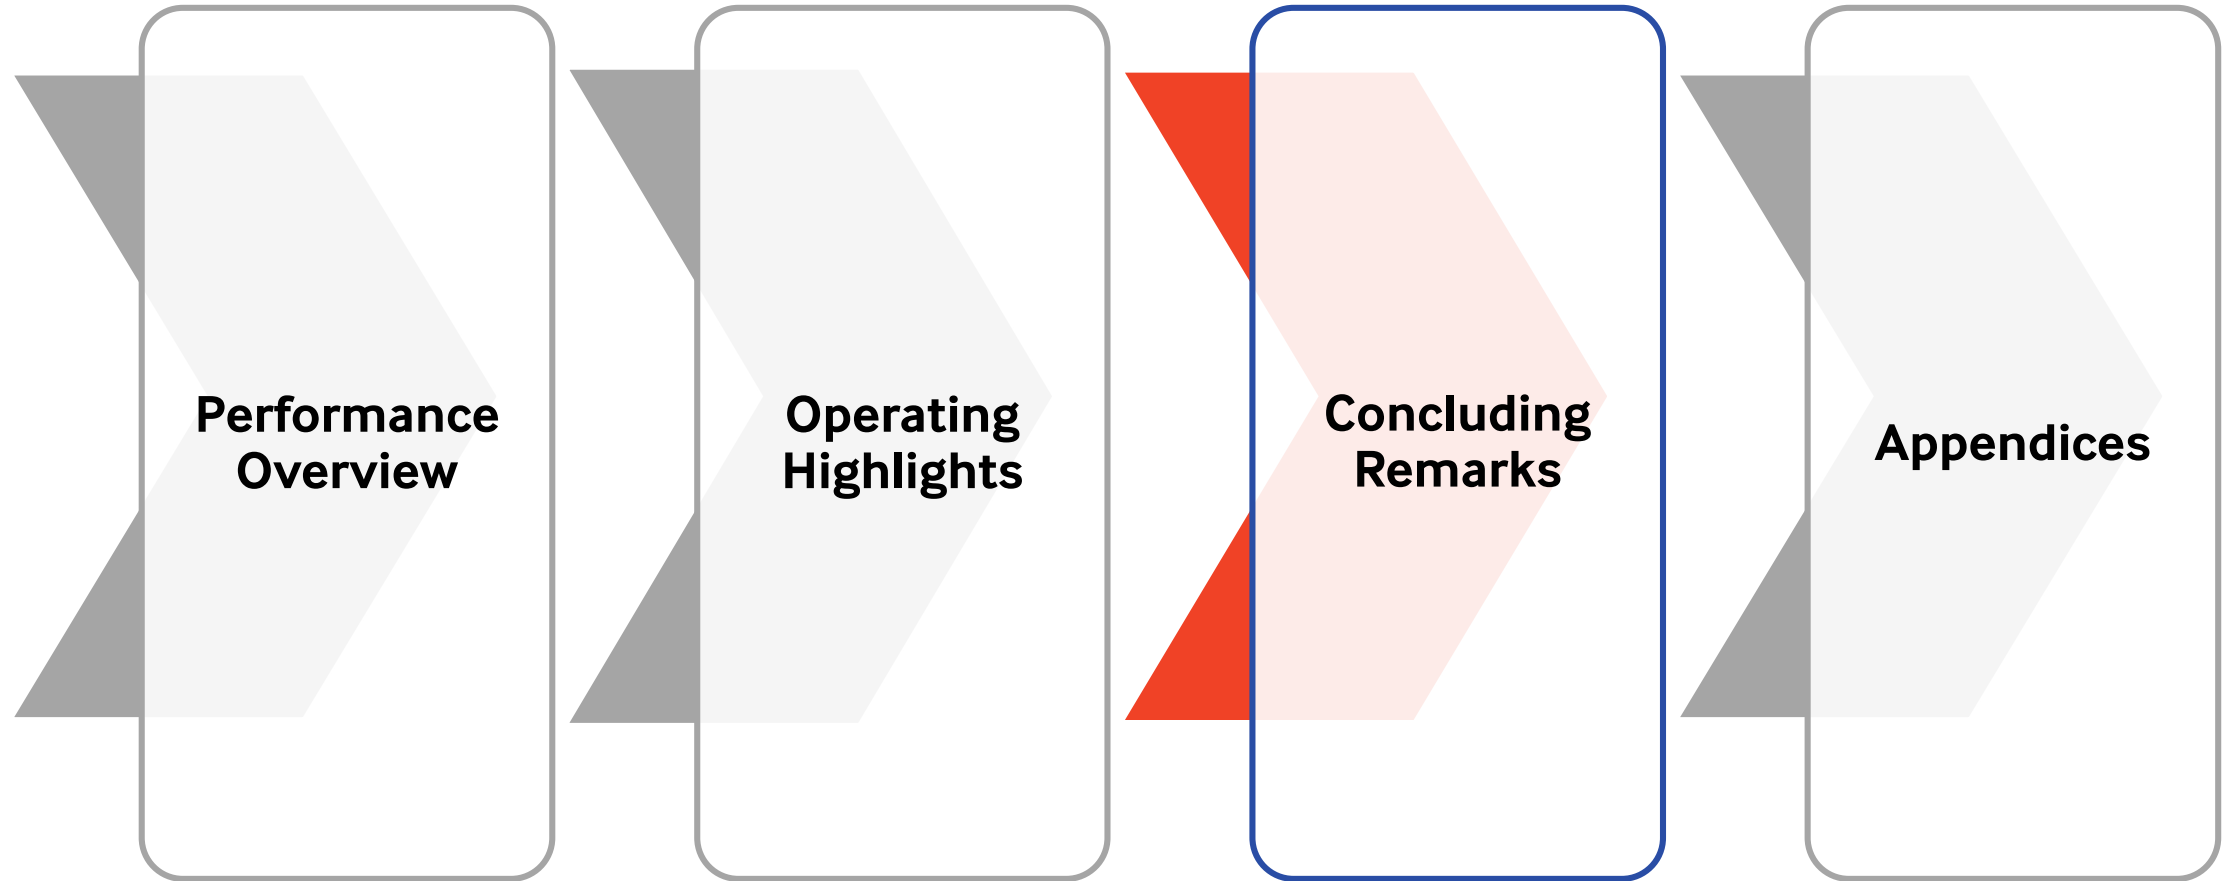 Performance
Overview
Operating
Highlights
Concluding
Remarks
Appendices